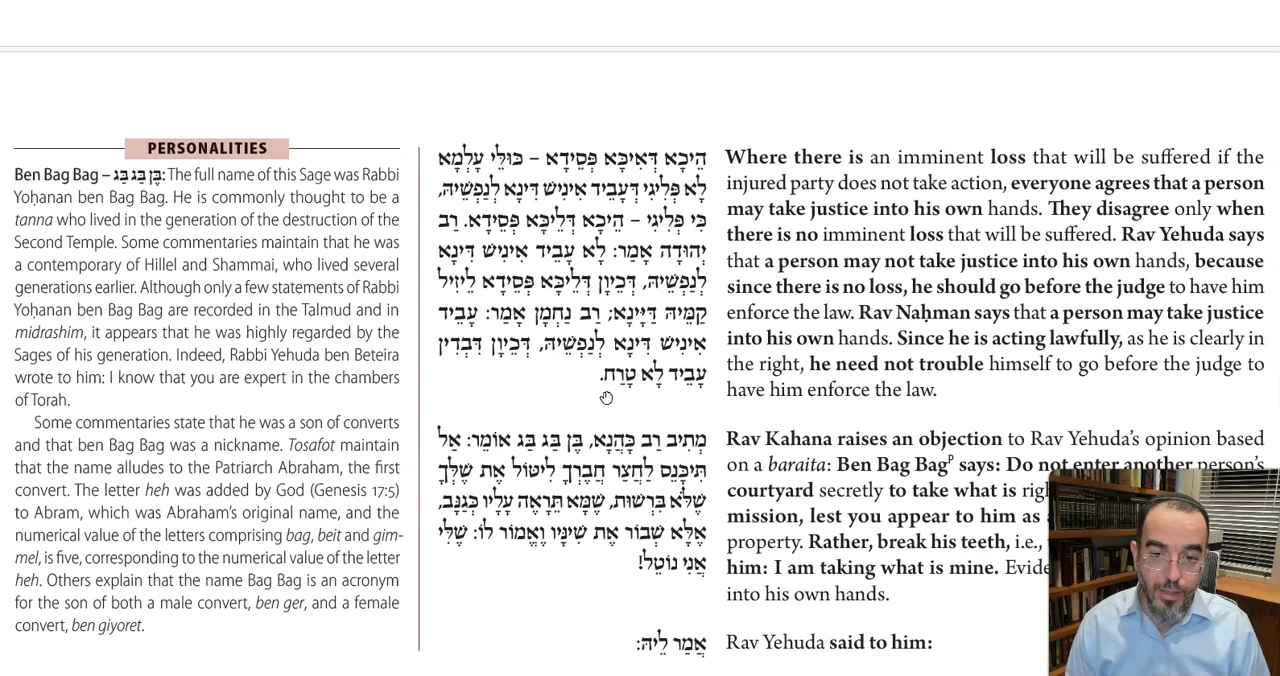 PERSONALITIES
Ben Bag Bag – בֶּן בַּג בַּג: The full name of this Sage was Rabbi
Yoḥanan ben Bag Bag. He is commonly thought to be a
tanna who lived in the generation of the destruction of the
Second Temple. Some commentaries maintain that he was
a contemporary of Hillel and Shammai, who lived several
generations earlier. Although only a few statements of Rabbi
Yoḥanan ben Bag Bag are recorded in the Talmud and in
midrashim, it appears that he was highly regarded by the
Sages of his generation. Indeed, Rabbi Yehuda ben Beteira
wrote to him: I know that you are expert in the chambers
of Torah.
Some commentaries state that he was a son of converts
and that ben Bag Bag was a nickname. Tosafot maintain
that the name alludes to the Patriarch Abraham, the first
convert. The letter heh was added by God (Genesis 17:5)
to Abram, which was Abraham's original name, and the
numerical value of the letters comprising bag, beit and gim-
mel, is five, corresponding to the numerical value of the letter
heh. Others explain that the name Bag Bag is an acronym
for the son of both a male convert, ben ger, and a female
convert, ben giyoret.
הֵיכָא דְּאִיכָּא פְּסֵידָא – כּוּלֵּי עָלְמָא
לָא פְּלִיגִי דְּעָבֵיד אִינִישׁ דִּינָא לְנַפְשֵׁיהּ,
כִּי פְּלִיגִי – הֵיכָא דְּלֵיכָּא פְּסֵידָא. רַב
יְהוּדָה אָמַר: לָא עָבֵיד אִינִישׁ דִּינָא
לְנַפְשֵׁיהּ, דְּכֵיוָן דְּלֵיכָּא פְּסֵידָא לֵיזִיל
קַמֵּיהּ דַּיָּינָא; רַב נַחְמָן אָמַר: עָבֵיד
אִינִישׁ דִּינָא לְנַפְשֵׁיהּ, דְּכֵיוָן דִּבְדִין
עָבֵיד לָא טָרַח.
מְתִיב רַב כָּהֲנָא, בֶּן בַּג בַּג אוֹמֵר: אַל
תִּיכָּנֵס לַחֲצַר חֲבֵרְךָ לִיטּוֹל אֶת שֶׁלְּךָ
שֶׁלֹּא בִּרְשׁוּת, שֶׁמָּא תֵּרָאֶה עָלָיו כְּגַנָּב,
אֶלָּא שְׁבוֹר אֶת שִׁינָּיו וֶאֱמוֹר לוֹ: שֶׁלִּי
אֲנִי נוֹטֵל!
אֲמַר לֵיהּ:
Where there is an imminent loss that will be suffered if the
injured party does not take action, everyone agrees that a person
may take justice into his own hands. They disagree only when
there is no imminent loss that will be suffered. Rav Yehuda says
that a person may not take justice into his own hands, because
since there is no loss, he should go before the judge to have him
enforce the law. Rav Naḥman says that a person may take justice
into his own hands. Since he is acting lawfully, as he is clearly in
the right, he need not trouble himself to go before the judge to
have him enforce the law.
Rav Kahana raises an objection to Rav Yehuda's opinion based
on a baraita: Ben Bag Bag P says: Do not enter another person's
courtyard secretly to take what is
mission, lest you appear to him as
property. Rather, break his teeth, i.e.,
him: I am taking what is mine.
into his own hands.
Rav Yehuda said to him: